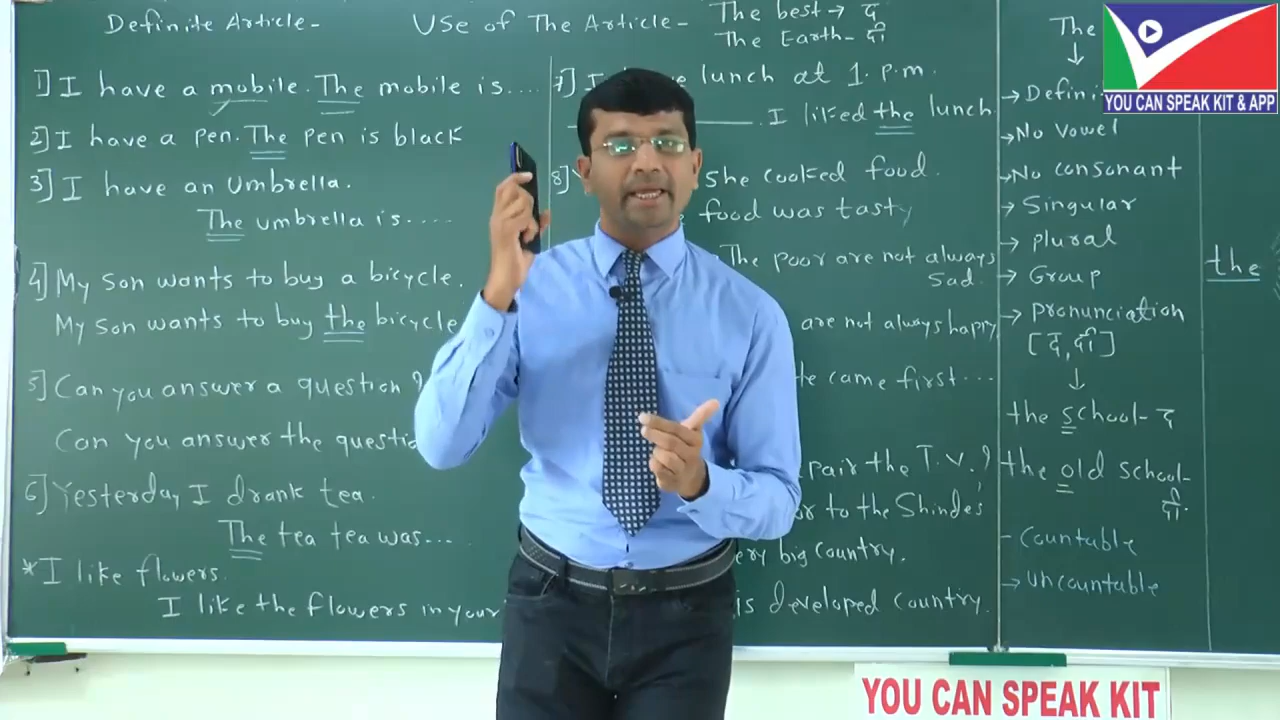 Definite Article-
Use of The Article-
The best→ द
The Earth- दी
1] I have a mobile. The mobile is....
2] I have a pen. The pen is black
3] I have an Umbrella.
The umbrella is.....
4] My son wants to buy a bicycle.
My son wants to buy the bicycle
5] Can you answer a question?
Can you answer the
6] Yesterday I drank tea.
The tea tea was...
*I like flowers.
I like the flowers in your
7] I lunch at 1.p.m.
I liked the lunch.
8] she cooked food.
food was tasty
The poor are not always
sad.
are not always happy
came first...
the T.V.?
to the Shindes'
big country.
is developed country.
The
↓
→
→No vowel
→No consonant
→Singular
→plural
→Group
→pronunciation
[द, दी]
↓
the school-द
the old school-
दी
-Countable
→Uncountable
the
YOU CAN SPEAK KIT & APP
YOU CAN SPEAK KIT